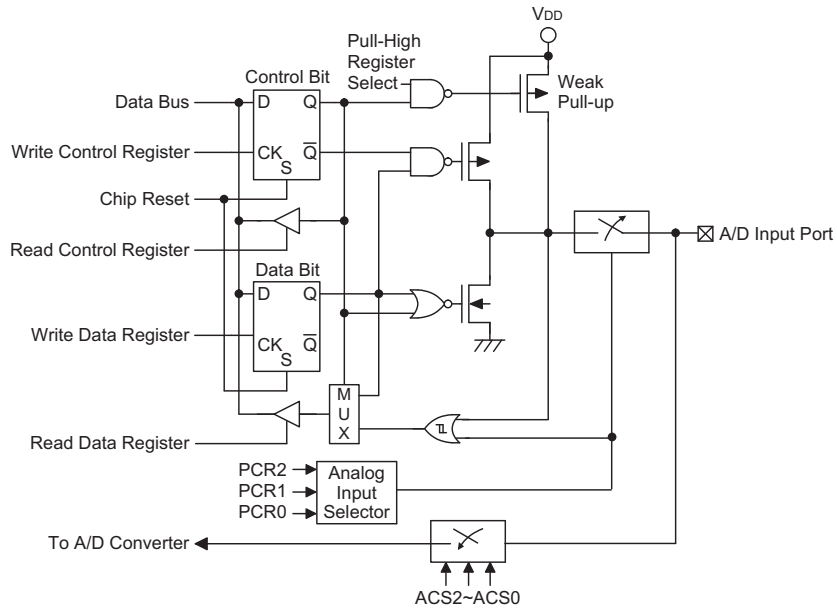 VDD
Pull-High
Register
Select
Weak
Pull-up
Control Bit
Data Bus
D Q
Write Control Register
CK Q
S
Chip Reset
Read Control Register
A/D Input Port
Data Bit
D Q
Write Data Register
CK Q
S
M
U
X
Read Data Register
PCR2
PCR1
PCR0
Analog
Input
Selector
To A/D Converter
ACS2~ACS0